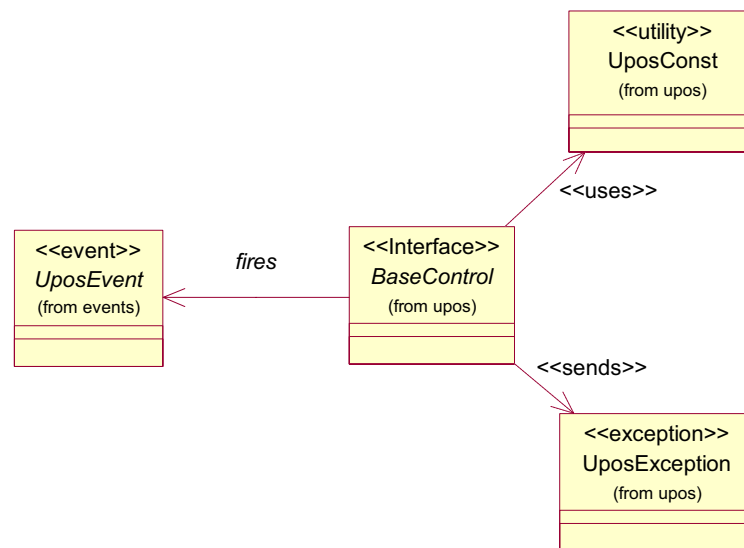 <<utility>>
UposConst
(from upos)
<<uses>>
<<event>>
UposEvent
(from events)
fires
<<Interface>>
BaseControl
(from upos)
<<sends>>
<<exception>>
UposException
(from upos)